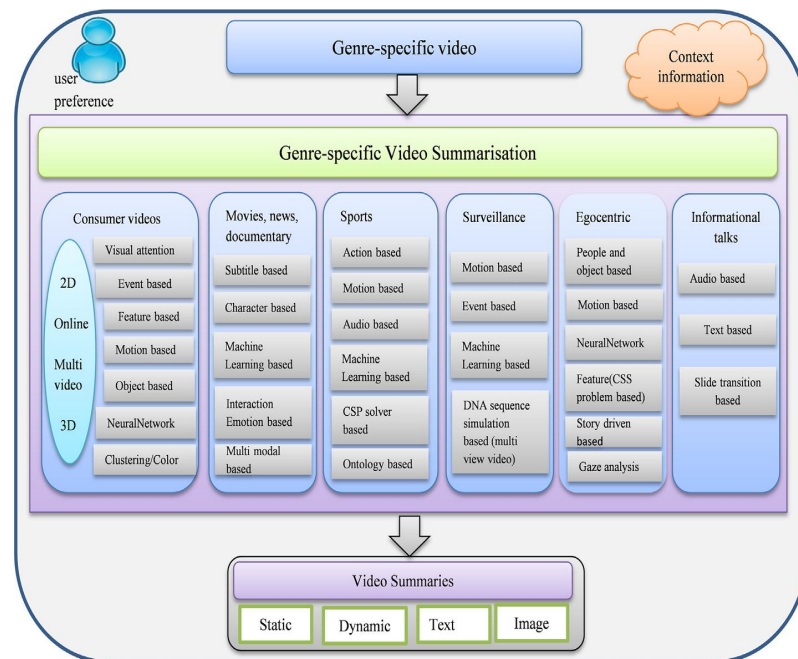 Genre-specific video
user
preference
Context
information
Genre-specific Video Summarisation
Consumer videos
2D
Online
Multi
video
3D
Visual attention
Event based
Feature based
Motion based
Object based
NeuralNetwork
Clustering/Color
Movies, news,
documentary
Subtitle based
Character based
Machine
Learning based
Interaction
Emotion based
Multi modal
based
Sports
Action based
Motion based
Audio based
Machine
Learning based
CSP solver
based
Ontology based
Surveillance
Motion based
Event based
Machine
Learning based
DNA sequence
simulation
based (multi
view video)
Egocentric
People and
object based
Motion based
NeuralNetwork
Feature(CSS
problem based)
Story driven
based
Gaze analysis
Informational
talks
Audio based
Text based
Slide transition
based
Video Summaries
Static
Dynamic
Text
Image